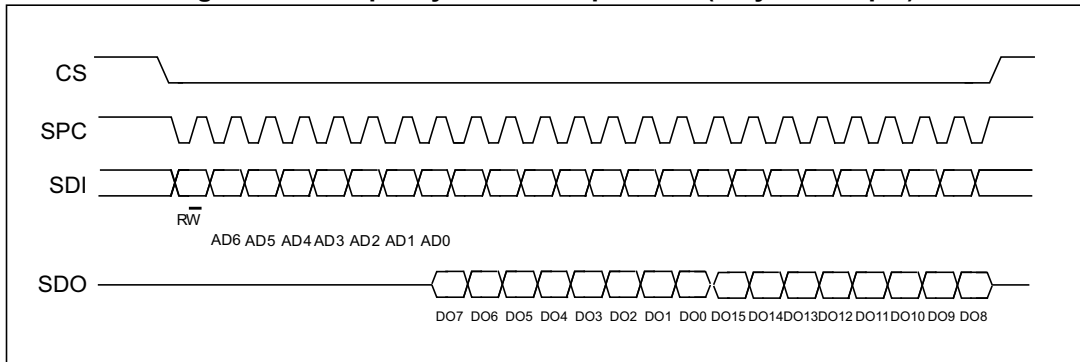 CS
SPC
SDI
RW̅
AD6 AD5 AD4 AD3 AD2 AD1 AD0
SDO
DO7 DO6 DO5 DO4 DO3 DO2 DO1 DO0 DO15 DO14 DO13 DO12 DO11 DO10 DO9 DO8